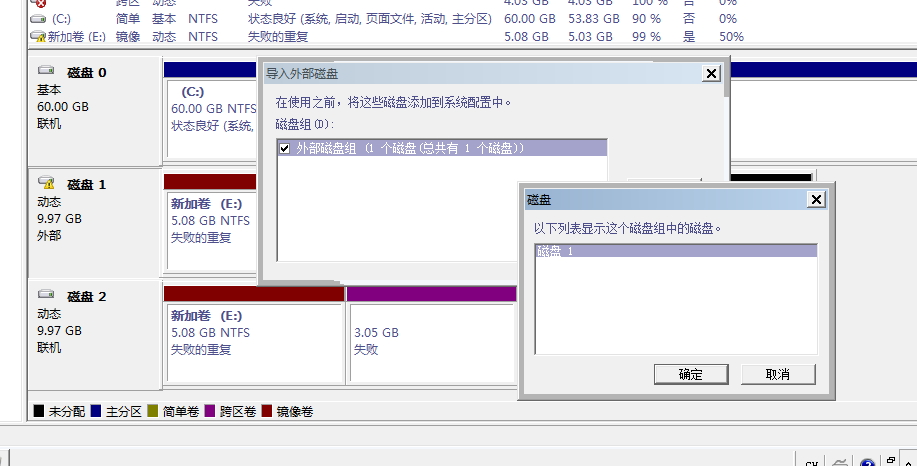 跨区 动态 失败 4.03 GB 4.03 GB 100 % 否 0%
(C:) 简单 基本 NTFS 状态良好 (系统, 启动, 页面文件, 活动, 主分区) 60.00 GB 53.83 GB 90 % 否 0%
新加卷 (E:) 镜像 动态 NTFS 失败的重复 5.08 GB 5.03 GB 99 % 是 50%
磁盘 0
基本
60.00 GB
联机
(C:)
60.00 GB NTFS
状态良好 (系统,
导入外部磁盘
在使用之前，将这些磁盘添加到系统配置中。
磁盘组(D):
外部磁盘组 (1 个磁盘(总共有 1 个磁盘))
磁盘 1
动态
9.97 GB
外部
新加卷 (E:)
5.08 GB NTFS
失败的重复
磁盘
以下列表显示这个磁盘组中的磁盘。
磁盘 1
确定 取消
磁盘 2
动态
9.97 GB
联机
新加卷 (E:)
5.08 GB NTFS
失败的重复
3.05 GB
失败
未分配 主分区 简单卷 跨区卷 镜像卷